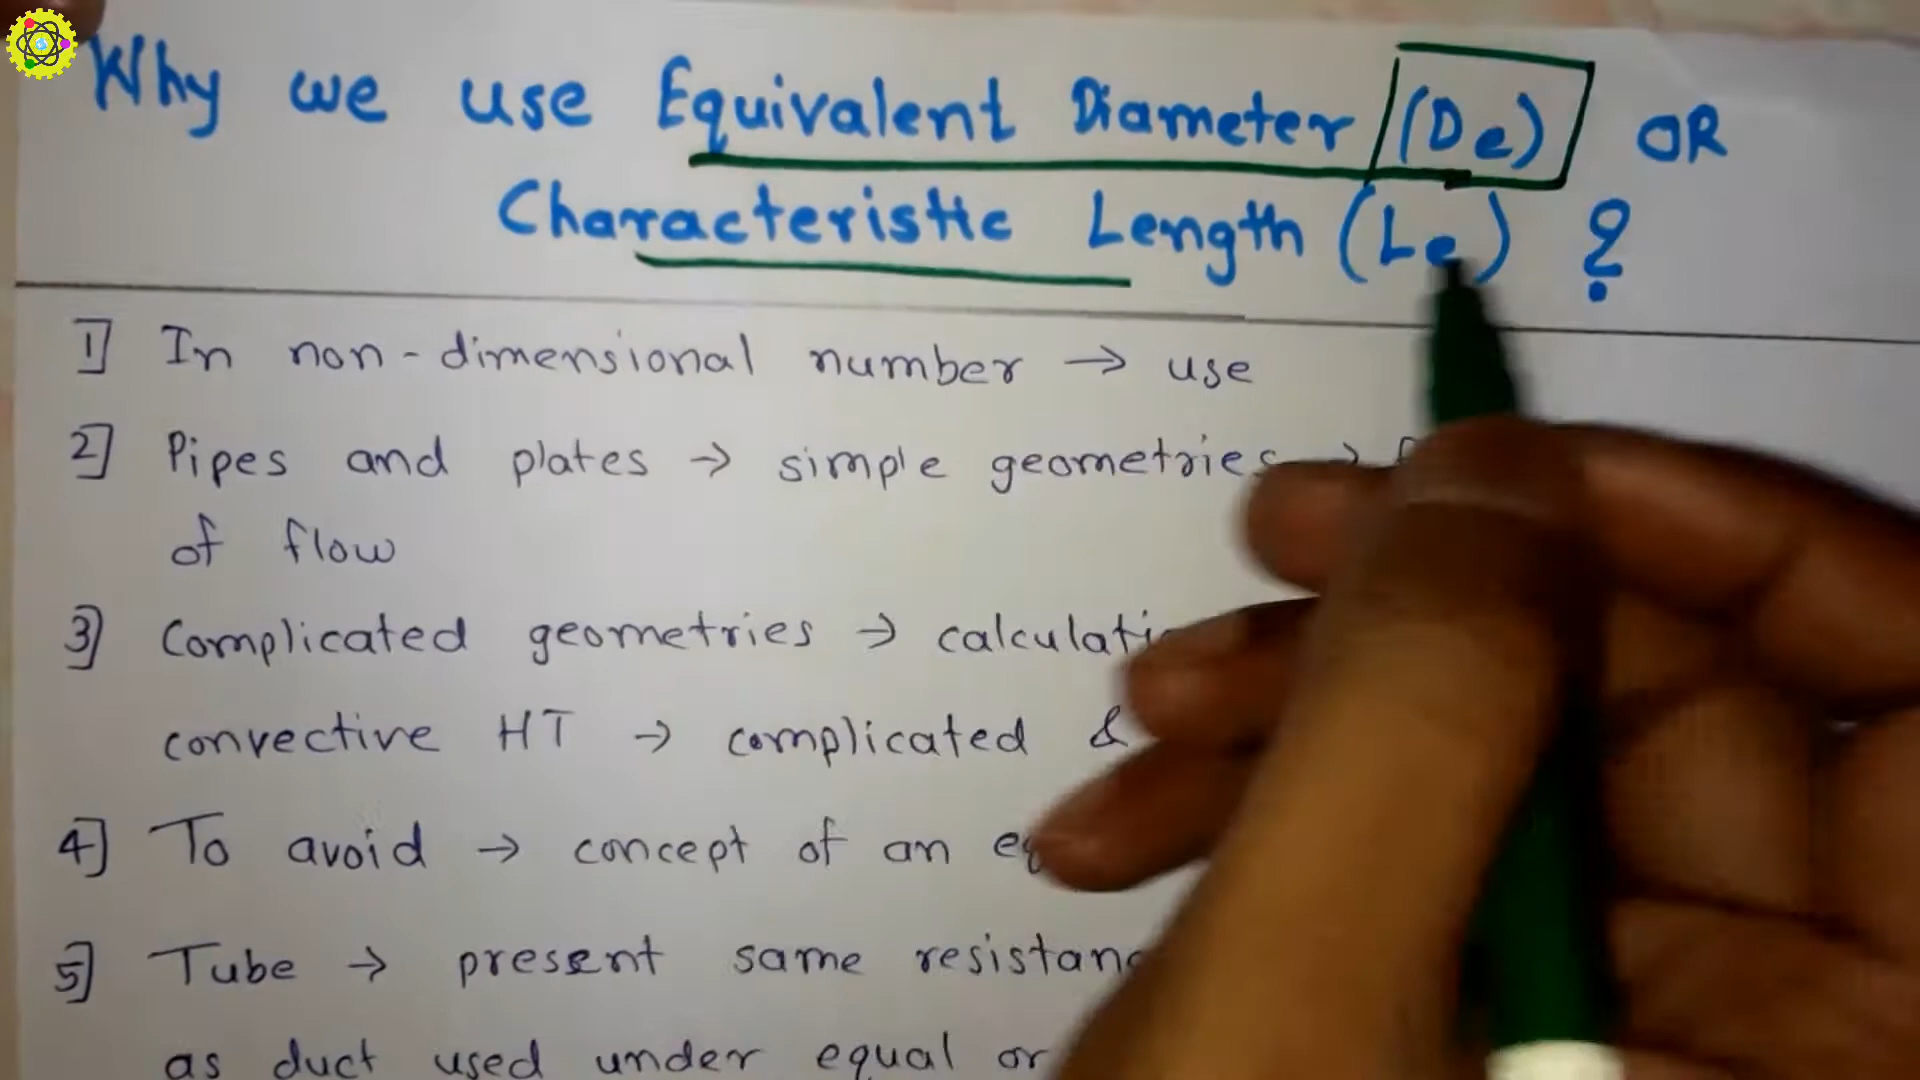 Why we use Equivalent Diameter (De) OR
Characteristic Length (Le) ?
1] In non-dimensional number → use
2] Pipes and plates → simple geometries →
of flow
3] Complicated geometries →
convective HT → complicated &
4] To avoid → concept of an
5] Tube → present same
as duct used under equal or